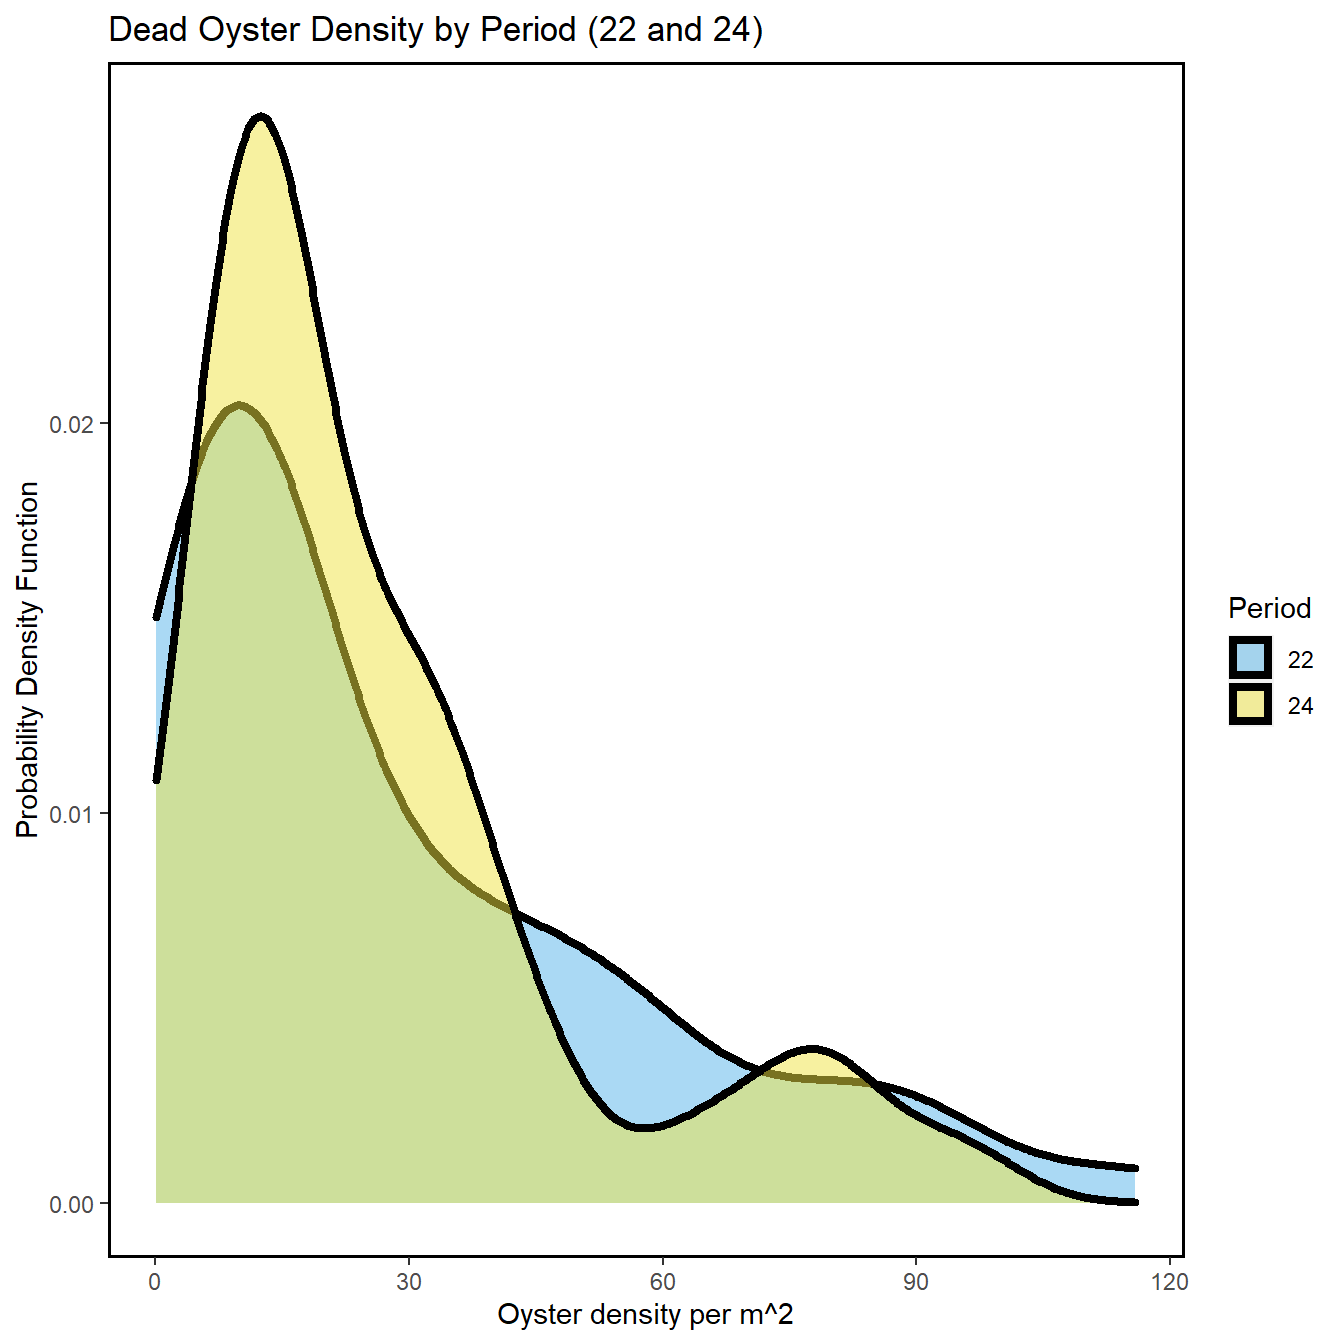 Dead Oyster Density by Period (22 and 24)
Probability Density Function
0.02
0.01
0.00
0
30
60
90
120
Oyster density per m^2
Period
22
24